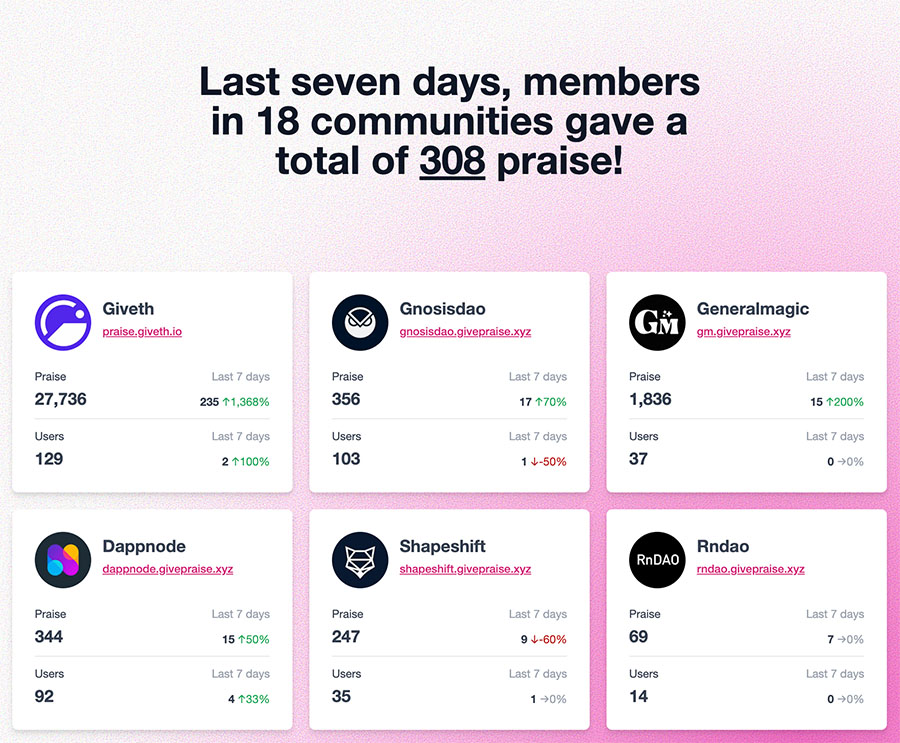 Last seven days, members
in 18 communities gave a
total of 308 praise!
Giveth
praise.giveth.io
Praise Last 7 days
27,736 235 ↑1,368%
Users Last 7 days
129 2 ↑100%
Gnosisdao
gnosisdao.givepraise.xyz
Praise Last 7 days
356 17 ↑70%
Users Last 7 days
103 1 ↓-50%
GM
Generalmagic
gm.givepraise.xyz
Praise Last 7 days
1,836 15 ↑200%
Users Last 7 days
37 0 →0%
Dappnode
dappnode.givepraise.xyz
Praise Last 7 days
344 15 ↑50%
Users Last 7 days
92 4 ↑33%
Shapeshift
shapeshift.givepraise.xyz
Praise Last 7 days
247 9 ↓-60%
Users Last 7 days
35 1 →0%
RnDAO
Rndao
rndao.givepraise.xyz
Praise Last 7 days
69 7 →0%
Users Last 7 days
14 0 →0%